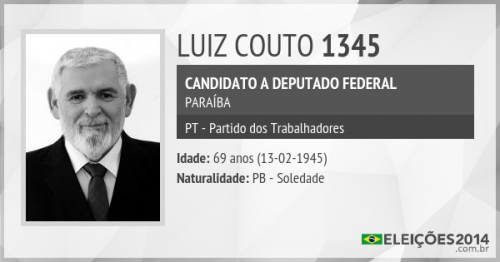 LUIZ COUTO 1345
CANDIDATO A DEPUTADO FEDERAL
PARAÍBA
PT - Partido dos Trabalhadores
Idade: 69 anos (13-02-1945)
Naturalidade: PB - Soledade
ELEIÇÕES2014
.com.br